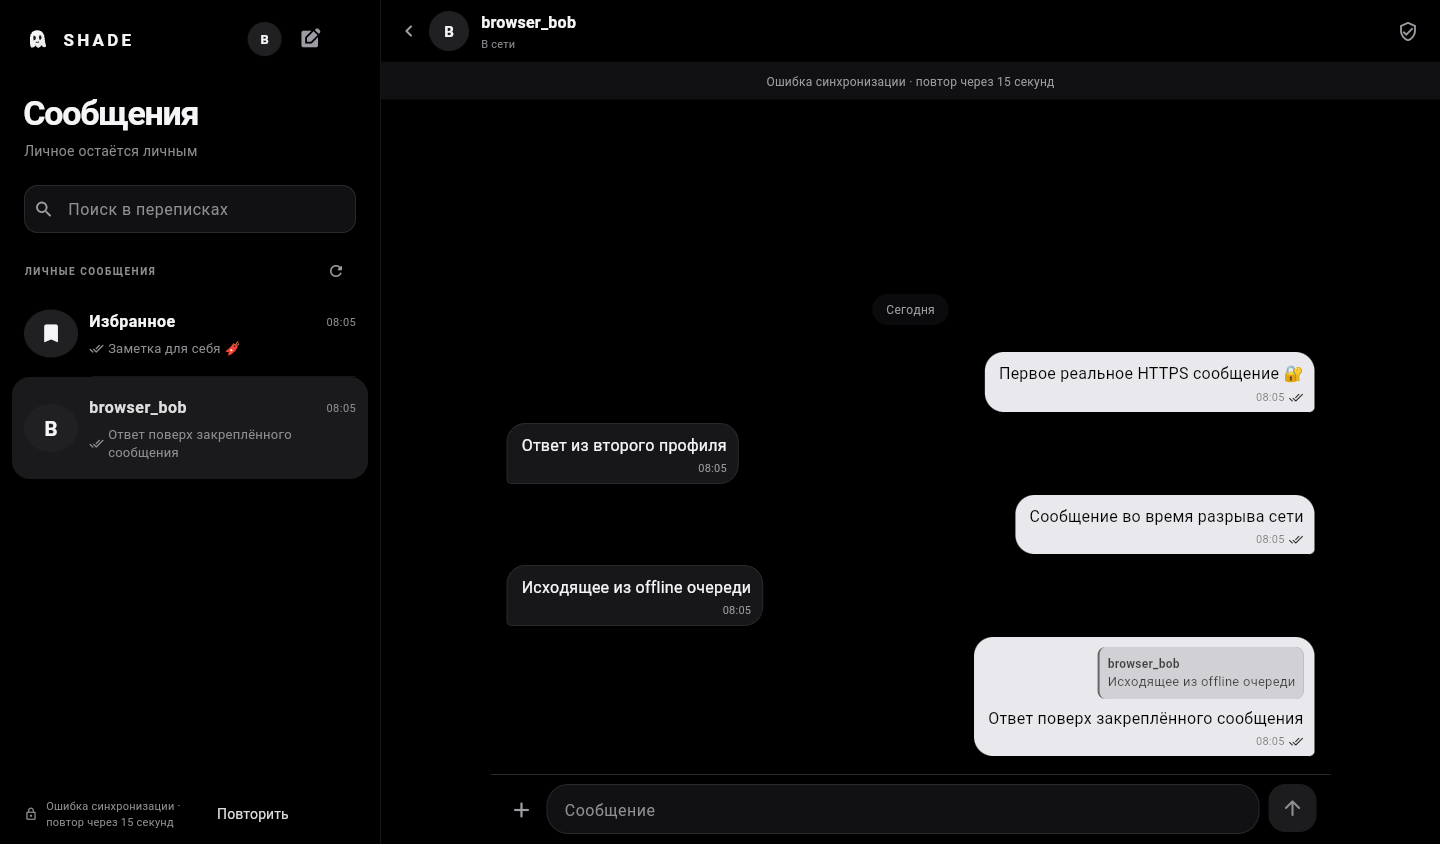 SHADE
B
Сообщения
Личное остаётся личным
Поиск в переписках
ЛИЧНЫЕ СООБЩЕНИЯ
Избранное
08:05
Заметка для себя 🧨
B
browser_bob
08:05
Ответ поверх закреплённого
сообщения
Ошибка синхронизации ·
повтор через 15 секунд
Повторить
B
browser_bob
В сети
Ошибка синхронизации · повтор через 15 секунд
Сегодня
Первое реальное HTTPS сообщение 🔐
08:05
Ответ из второго профиля
08:05
Сообщение во время разрыва сети
08:05
Исходящее из offline очереди
08:05
browser_bob
Исходящее из offline очереди
Ответ поверх закреплённого сообщения
08:05
Сообщение